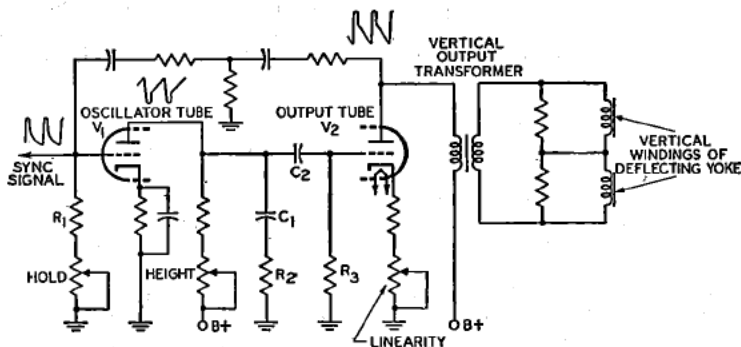 VERTICAL
OUTPUT
TRANSFORMER
OSCILLATOR TUBE
V1
OUTPUT TUBE
V2
SYNC
SIGNAL
VERTICAL
WINDINGS OF
DEFLECTING YOKE
C2
R1
C1
HOLD
HEIGHT
R2
R3
B+
LINEARITY
B+